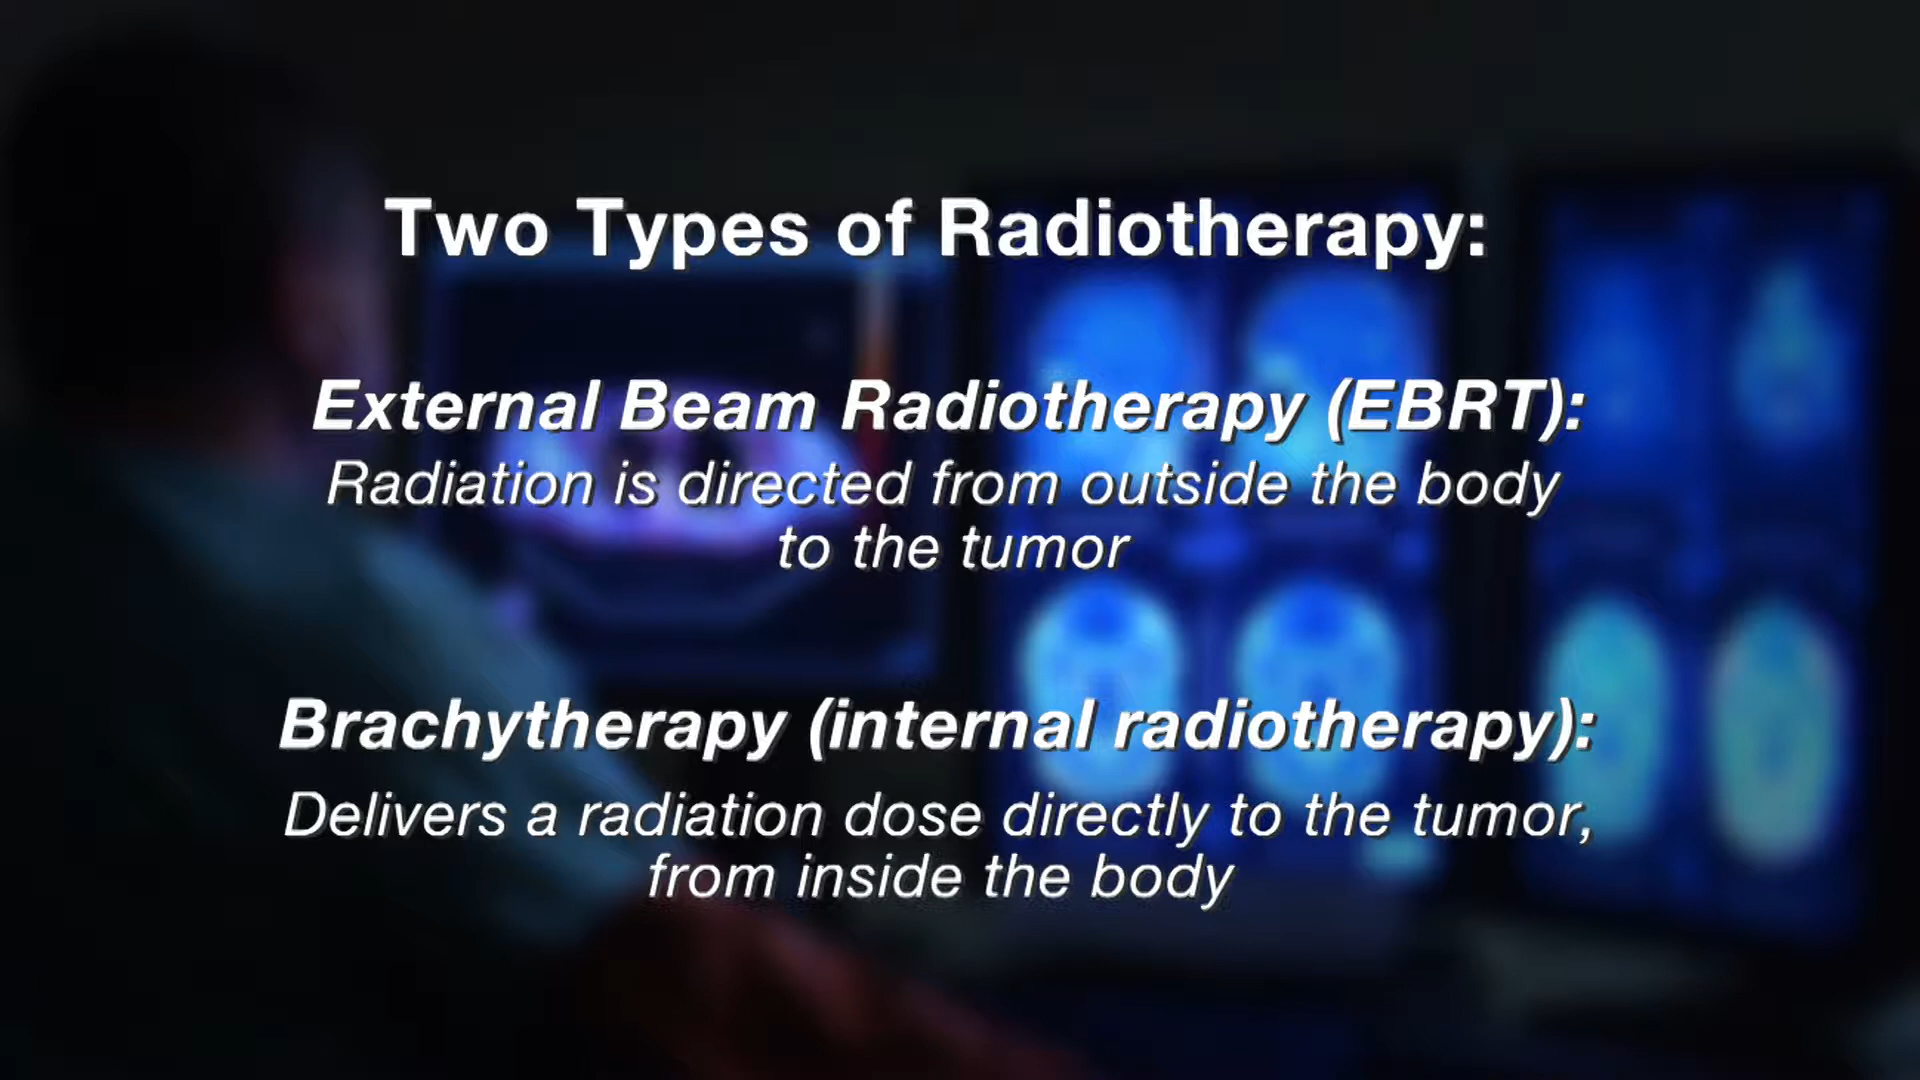 Two Types of Radiotherapy:
External Beam Radiotherapy (EBRT):
Radiation is directed from outside the body
to the tumor
Brachytherapy (internal radiotherapy):
Delivers a radiation dose directly to the tumor,
from inside the body